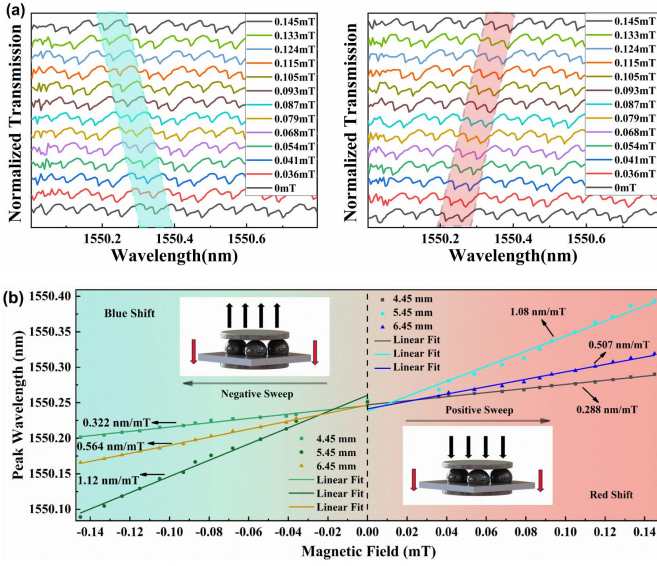 (a)
Normalized Transmission
0.145mT
0.133mT
0.124mT
0.115mT
0.105mT
0.093mT
0.087mT
0.079mT
0.068mT
0.054mT
0.041mT
0.036mT
0mT
1550.2 1550.4 1550.6
Wavelength(nm)
Normalized Transmission
0.145mT
0.133mT
0.124mT
0.115mT
0.105mT
0.093mT
0.087mT
0.079mT
0.068mT
0.054mT
0.041mT
0.036mT
0mT
1550.2 1550.4 1550.6
Wavelength(nm)
(b)
Peak Wavelength (nm)
1550.40
1550.35
1550.30
1550.25
1550.20
1550.15
1550.10
Blue Shift
Negative Sweep
0.322 nm/mT
0.564 nm/mT
1.12 nm/mT
4.45 mm
5.45 mm
6.45 mm
Linear Fit
Linear Fit
Linear Fit
4.45 mm
5.45 mm
6.45 mm
Linear Fit
Linear Fit
Linear Fit
1.08 nm/mT
0.507 nm/mT
0.288 nm/mT
Positive Sweep
Red Shift
-0.14 -0.12 -0.10 -0.08 -0.06 -0.04 -0.02 0.00 0.02 0.04 0.06 0.08 0.10 0.12 0.14
Magnetic Field (mT)